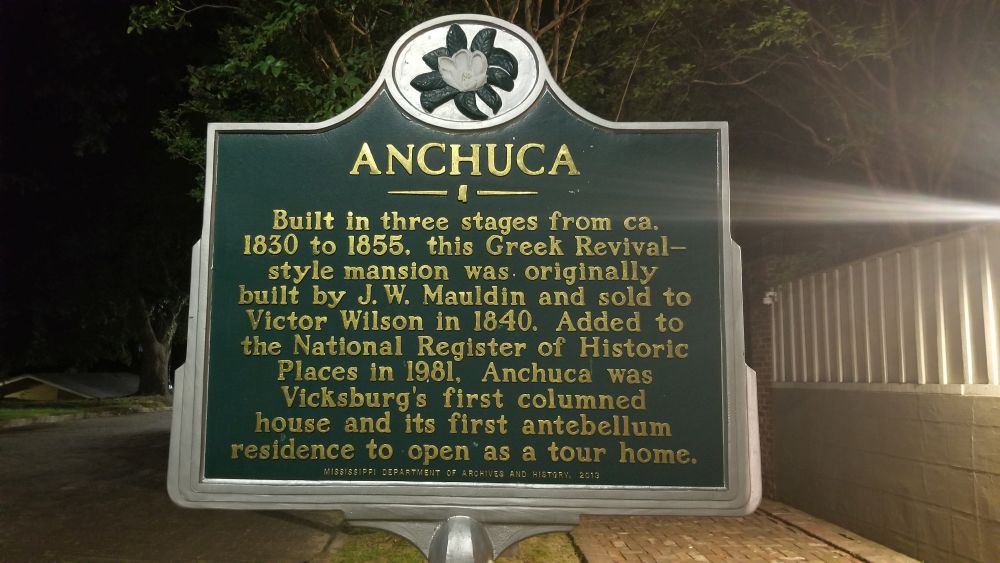 ANCHUCA
Built in three stages from ca.
1830 to 1855, this Greek Revival-
style mansion was originally
built by J.W. Mauldin and sold to
Victor Wilson in 1840. Added to
the National Register of Historic
Places in 1981, Anchuca was
Vicksburg's first columned
house and its first antebellum
residence to open as a tour home.
MISSISSIPPI DEPARTMENT OF ARCHIVES AND HISTORY, 2013